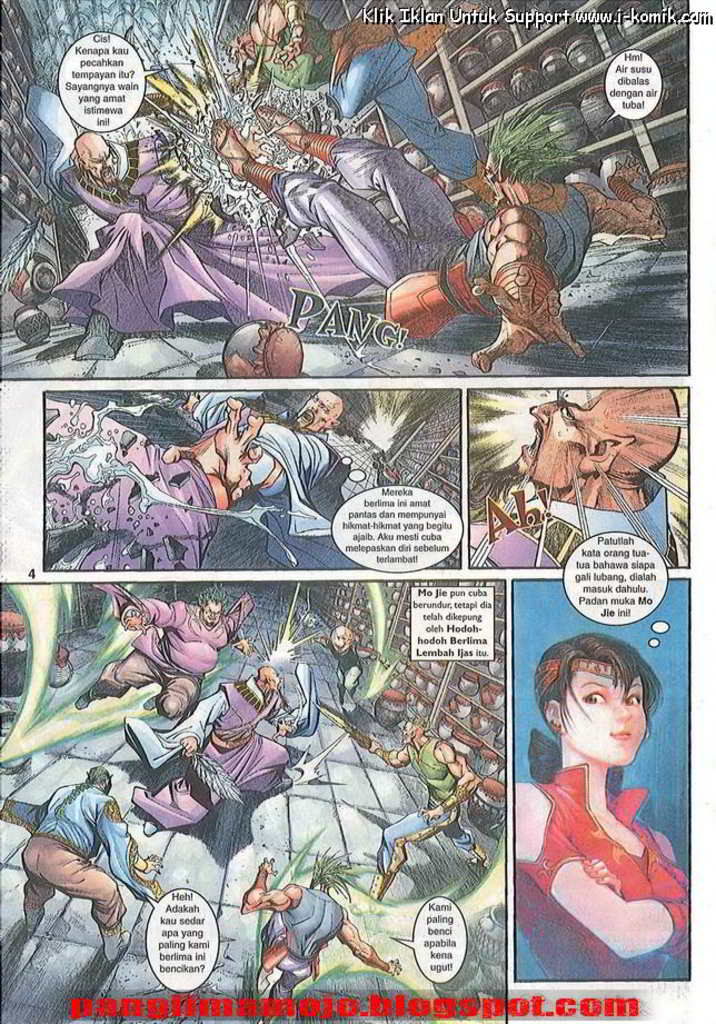 Klik Iklan Untuk Support www.i-komik.com
Cis!
Kenapa kau
pecahkan
tempayan itu?
Sayangnya wain
yang amat
istimewa
ini!
Hm!
Air susu
dibalas
dengan air
tuba!
PANG!
Mereka
berlima ini amat
pantas dan mempunyai
hikmat-hikmat yang begitu
ajaib. Aku mesti cuba
melepaskan diri sebelum
terlambat!
Ah!
Patutlah
kata orang tua-
tua bahawa siapa
gali lubang, dialah
masuk dahulu.
Padan muka Mo
Jie ini!
4
Mo Jie pun cuba
berundur, tetapi dia
telah dikepung
oleh Hodoh-
hodoh Berlima
Lembah Ijas itu.
Heh!
Adakah
kau sedar
apa yang
paling kami
berlima ini
bencikan?
Kami
paling
benci
apabila
kena
ugut!
panglimamojo.blogspot.com